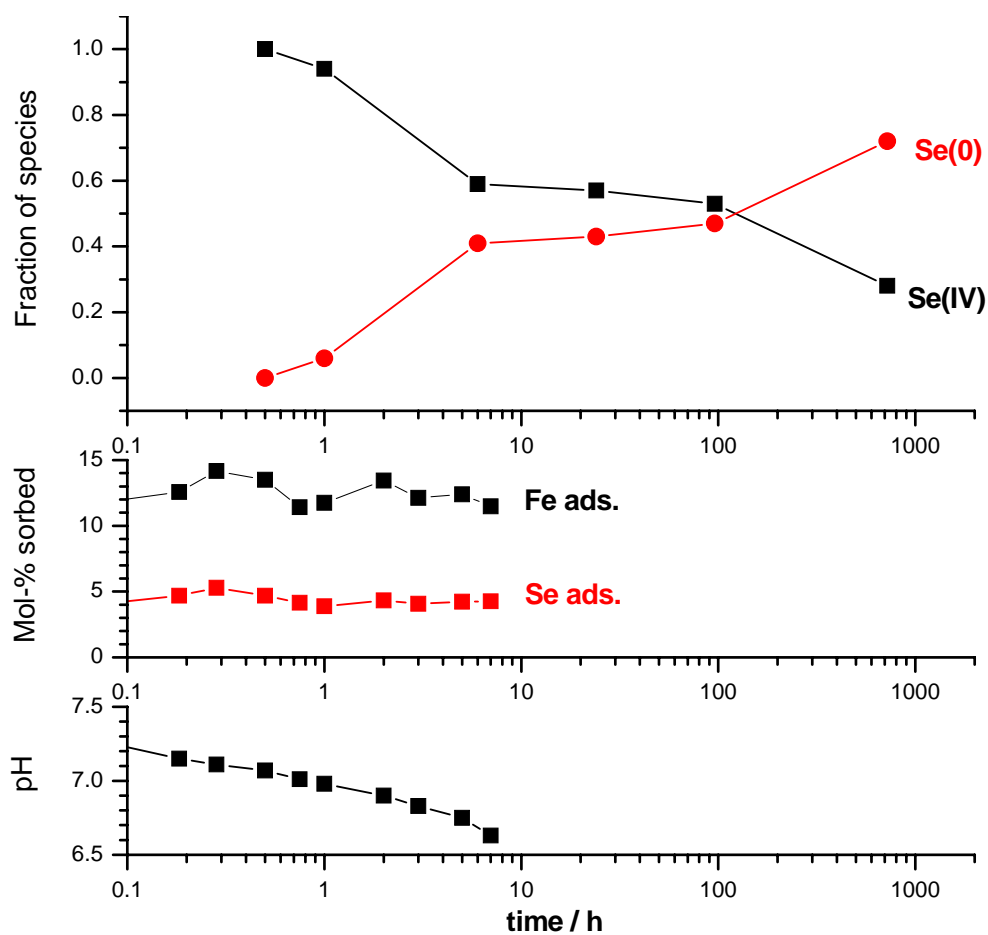 Fraction of species
1.0
0.8
0.6
0.4
0.2
0.0
Se(0)
Se(IV)
0.1 1 10 100 1000
Mol-% sorbed
15
10
5
0
Fe ads.
Se ads.
0.1 1 10 100 1000
pH
7.5
7.0
6.5
0.1 1 10 100 1000
time / h